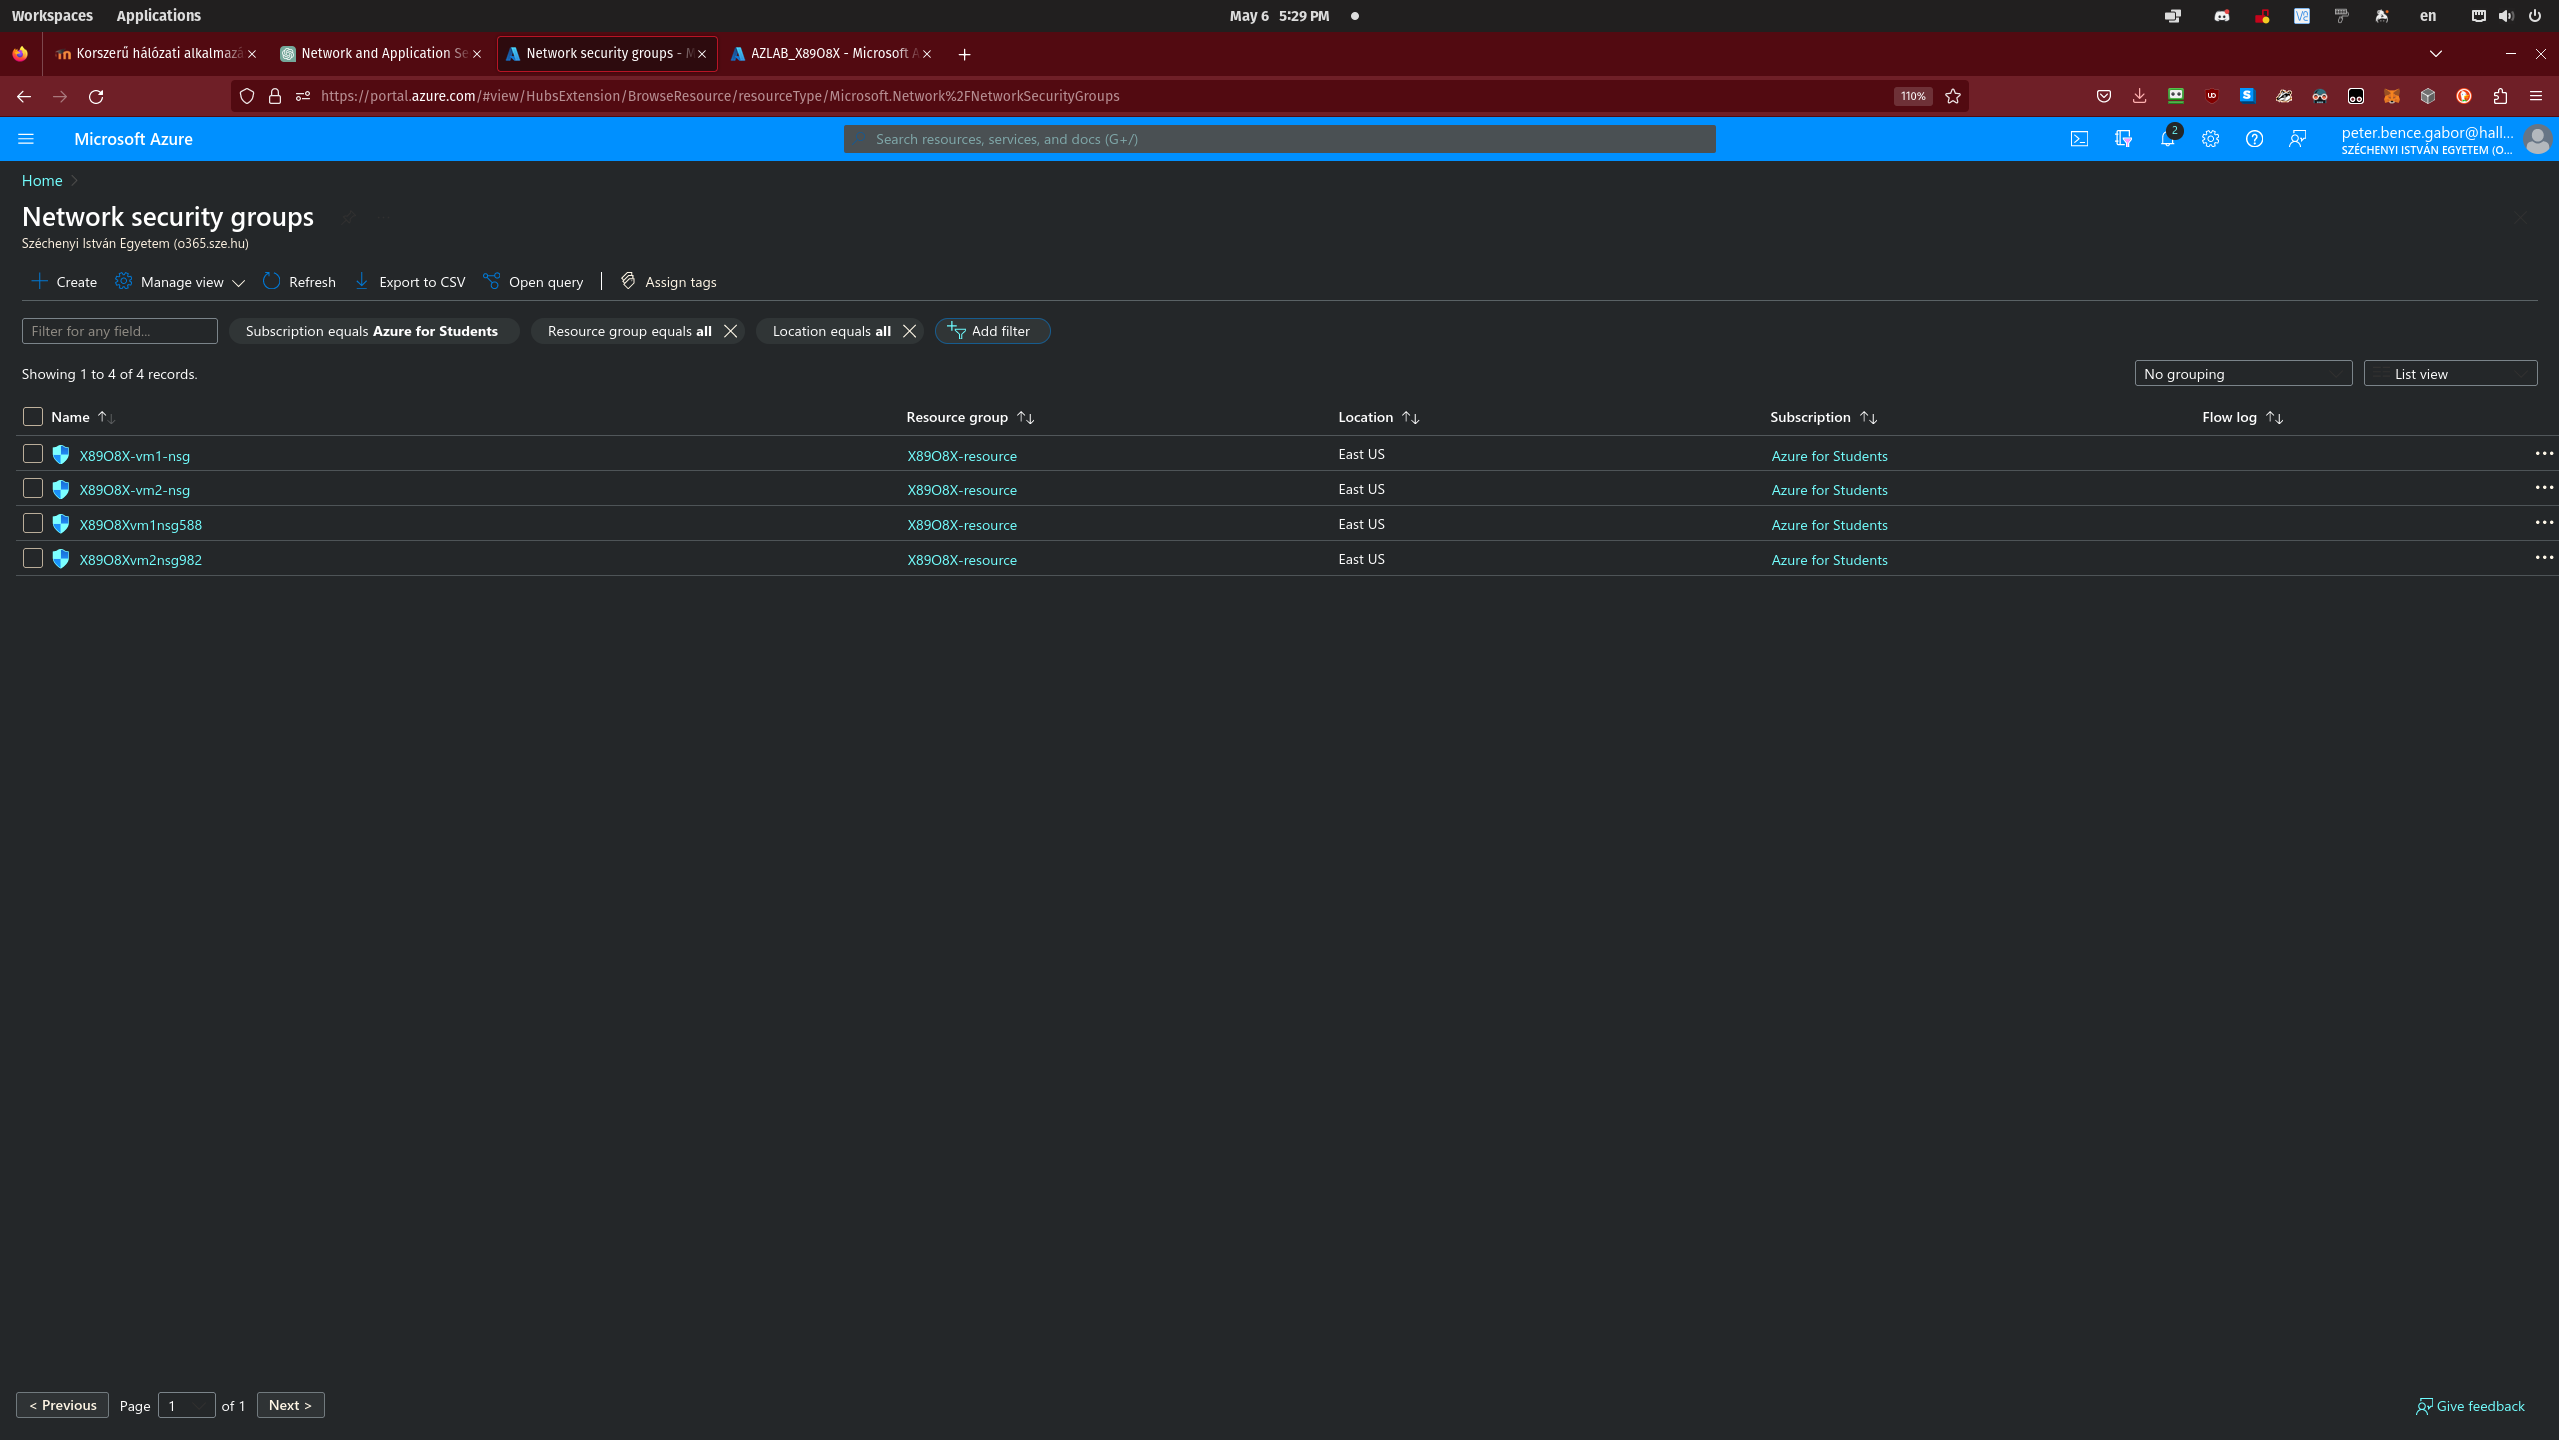 Workspaces Applications May 6 5:29 PM en
Korszerű hálózati alkalmazá Network and Application Se Network security groups - M AZLAB_X89O8X - Microsoft A
https://portal.azure.com/#view/HubsExtension/BrowseResource/resourceType/Microsoft.Network%2FNetworkSecurityGroups 110%
Microsoft Azure Search resources, services, and docs (G+/) 2 peter.bence.gabor@hall...
SZÉCHENYI ISTVÁN EGYETEM (O...
Home
Network security groups
Széchenyi István Egyetem (o365.sze.hu)
Create Manage view Refresh Export to CSV Open query Assign tags
Filter for any field... Subscription equals Azure for Students Resource group equals all Location equals all Add filter
Showing 1 to 4 of 4 records. No grouping List view
Name Resource group Location Subscription Flow log
X89O8X-vm1-nsg X89O8X-resource East US Azure for Students
X89O8X-vm2-nsg X89O8X-resource East US Azure for Students
X89O8Xvm1nsg588 X89O8X-resource East US Azure for Students
X89O8Xvm2nsg982 X89O8X-resource East US Azure for Students
< Previous Page 1 of 1 Next > Give feedback